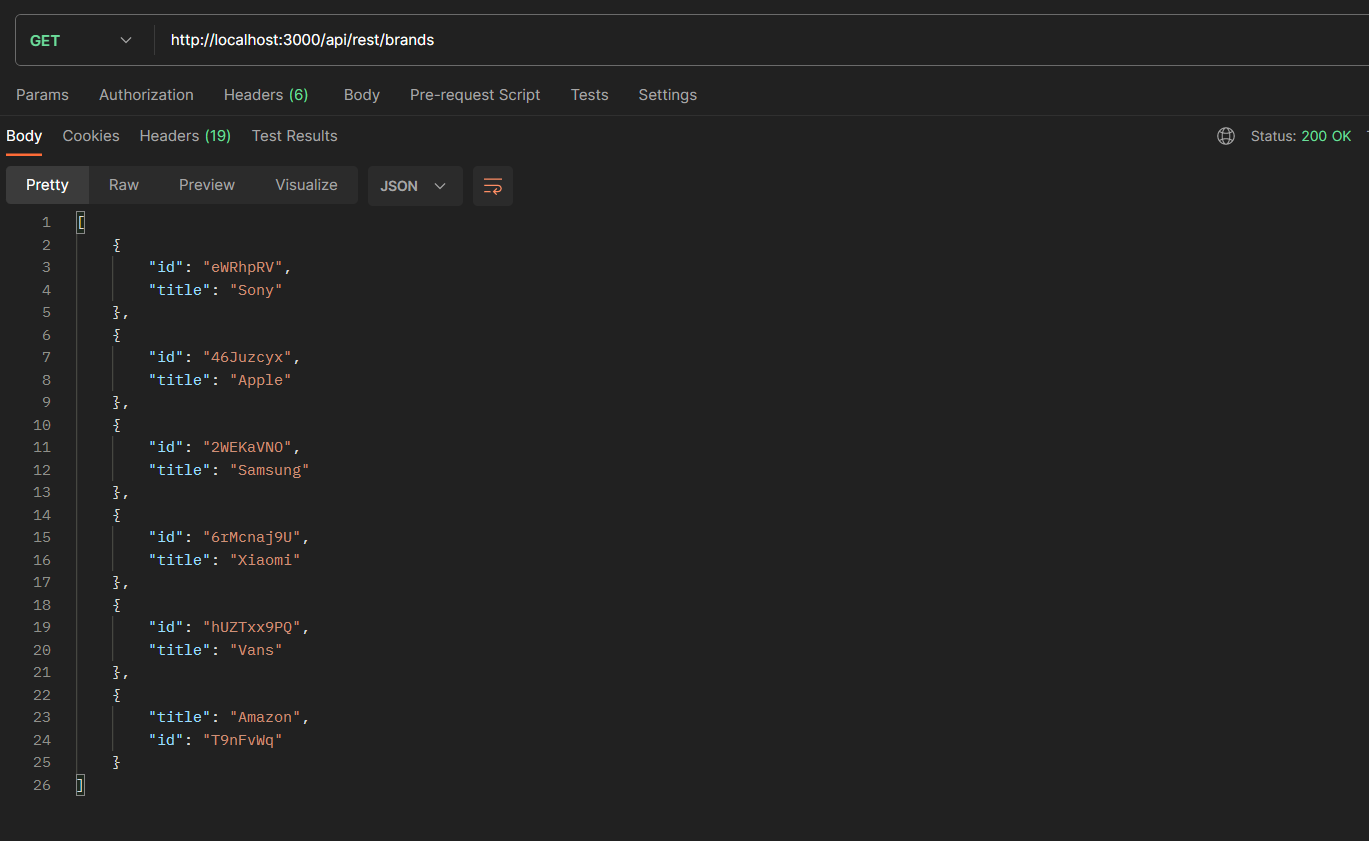 GET http://localhost:3000/api/rest/brands
Params Authorization Headers (6) Body Pre-request Script Tests Settings
Body Cookies Headers (19) Test Results Status: 200 OK
Pretty Raw Preview Visualize JSON
1 [
2 {
3 "id": "eWRhpRV",
4 "title": "Sony"
5 },
6 {
7 "id": "46Juzcyx",
8 "title": "Apple"
9 },
10 {
11 "id": "2WEKaVNO",
12 "title": "Samsung"
13 },
14 {
15 "id": "6rMcnaj9U",
16 "title": "Xiaomi"
17 },
18 {
19 "id": "hUZTxx9PQ",
20 "title": "Vans"
21 },
22 {
23 "title": "Amazon",
24 "id": "T9nFvWq"
25 }
26 ]